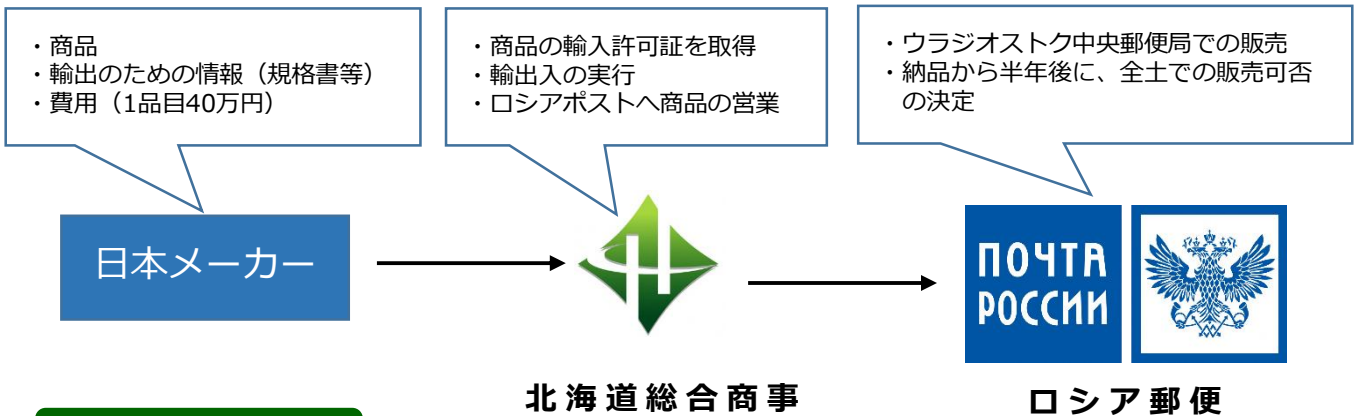 ・商品
・輸出のための情報（規格書等）
・費用（1品目40万円）
・商品の輸入許可証を取得
・輸出入の実行
・ロシアポストへ商品の営業
・ウラジオストク中央郵便局での販売
・納品から半年後に、全土での販売可否
の決定
日本メーカー
ПОЧТА
РОССИИ
北海道総合商事
ロシア郵便